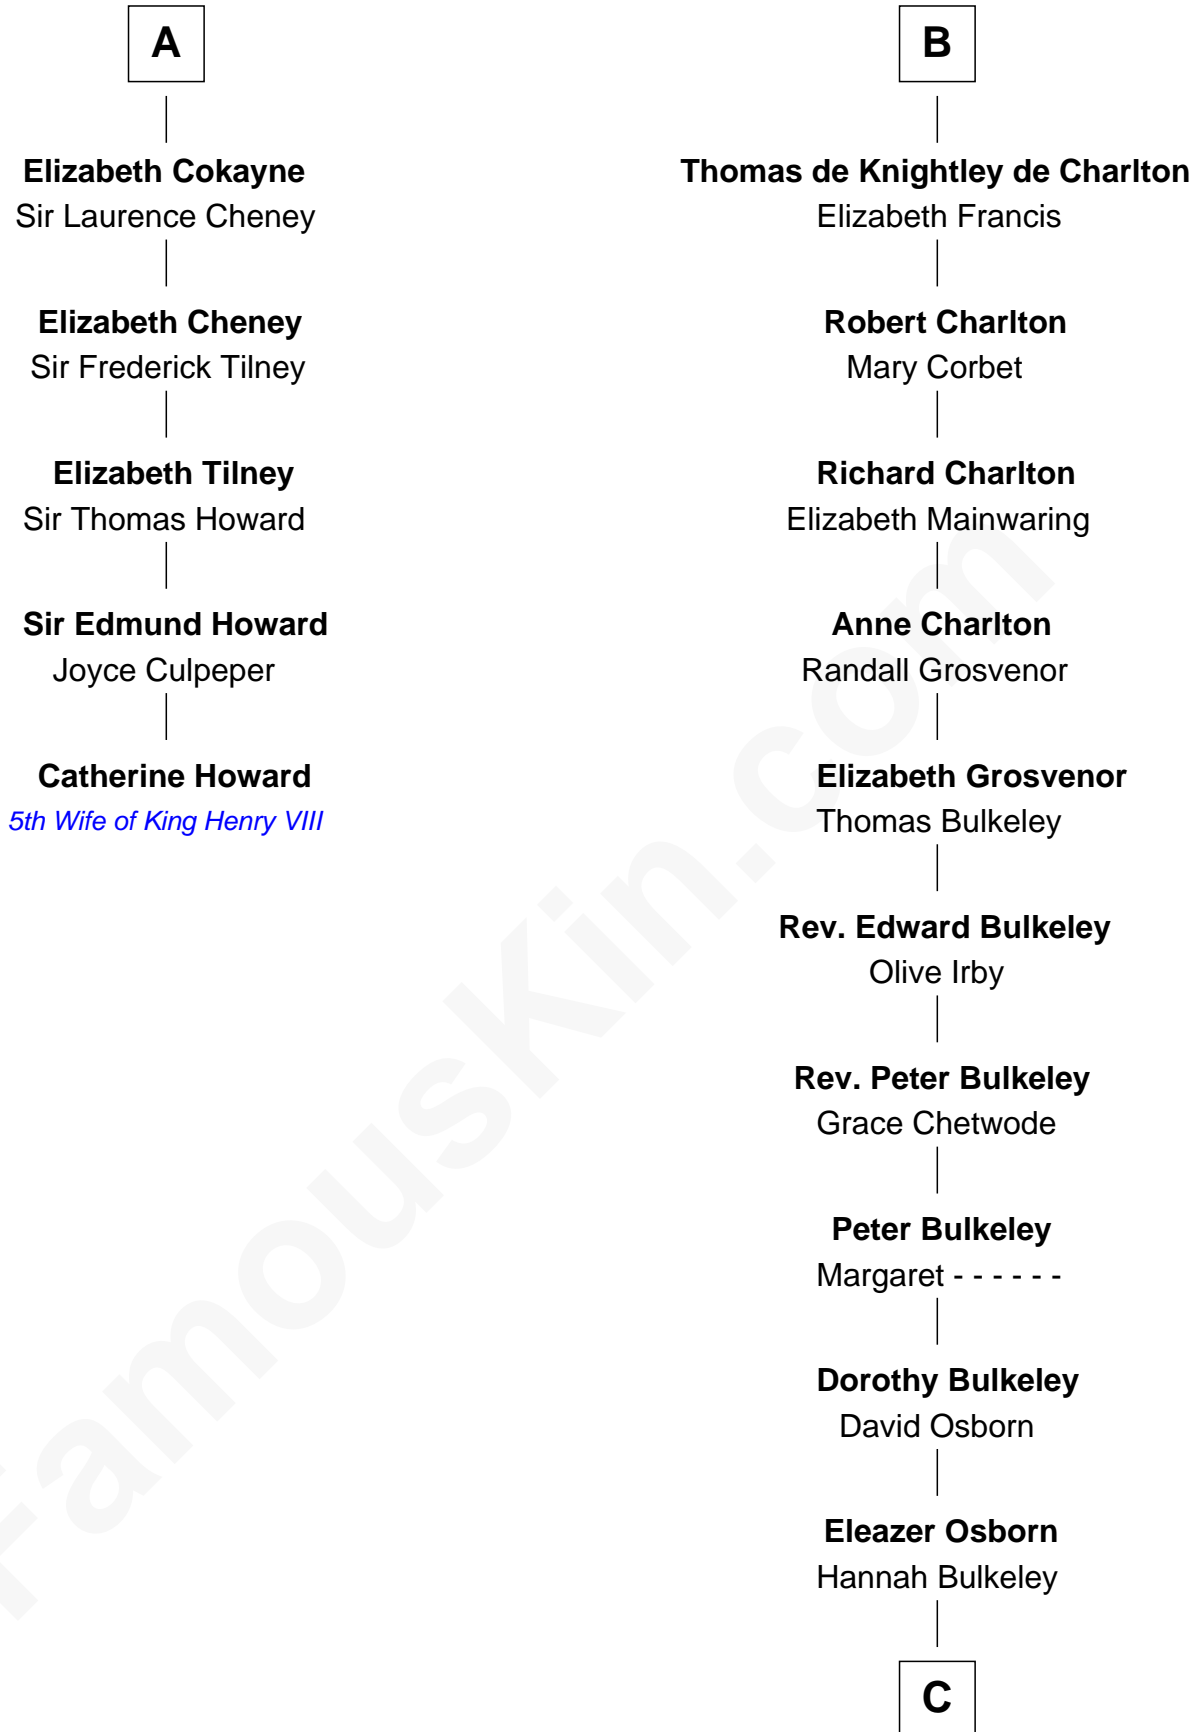 A
Elizabeth Cokayne
Sir Laurence Cheney
Elizabeth Cheney
Sir Frederick Tilney
Elizabeth Tilney
Sir Thomas Howard
Sir Edmund Howard
Joyce Culpeper
Catherine Howard
5th Wife of King Henry VIII
B
Thomas de Knightley de Charlton
Elizabeth Francis
Robert Charlton
Mary Corbet
Richard Charlton
Elizabeth Mainwaring
Anne Charlton
Randall Grosvenor
Elizabeth Grosvenor
Thomas Bulkeley
Rev. Edward Bulkeley
Olive Irby
Rev. Peter Bulkeley
Grace Chetwode
Peter Bulkeley
Margaret - - - - - -
Dorothy Bulkeley
David Osborn
Eleazer Osborn
Hannah Bulkeley
C
FamousKin.com